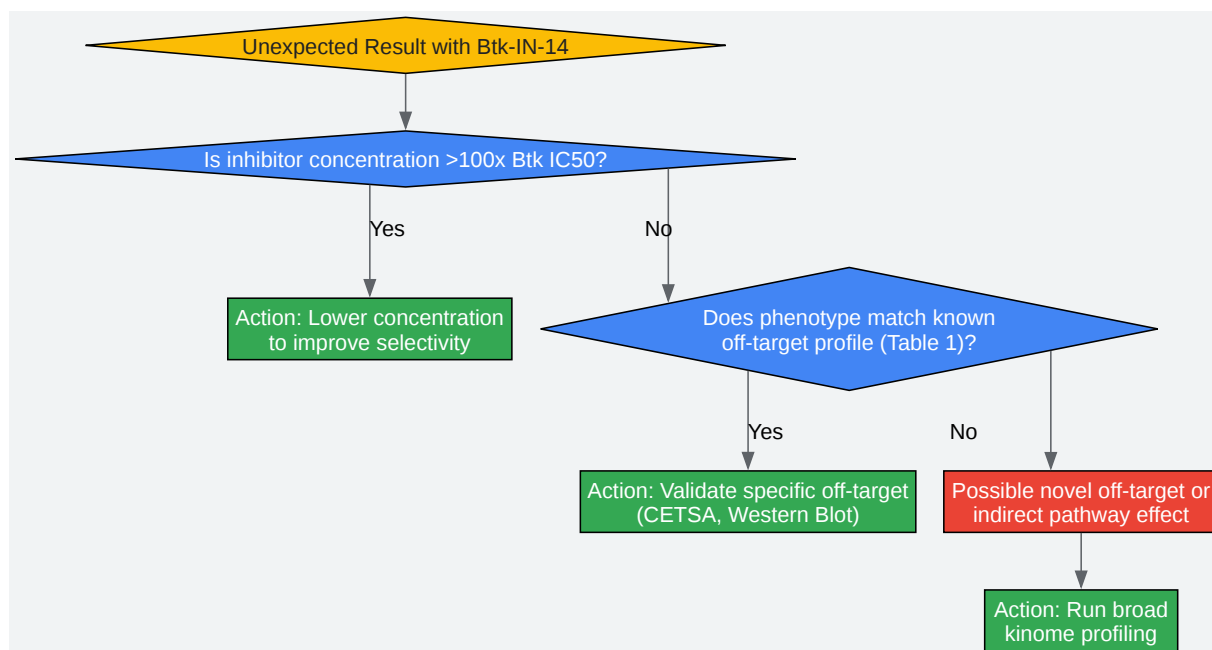 Unexpected Result with Btk-IN-14
Is inhibitor concentration >100x Btk IC50?
Yes
No
Action: Lower concentration
to improve selectivity
Does phenotype match known
off-target profile (Table 1)?
Yes
No
Action: Validate specific off-target
(CETSA, Western Blot)
Possible novel off-target or
indirect pathway effect
Action: Run broad
kinome profiling